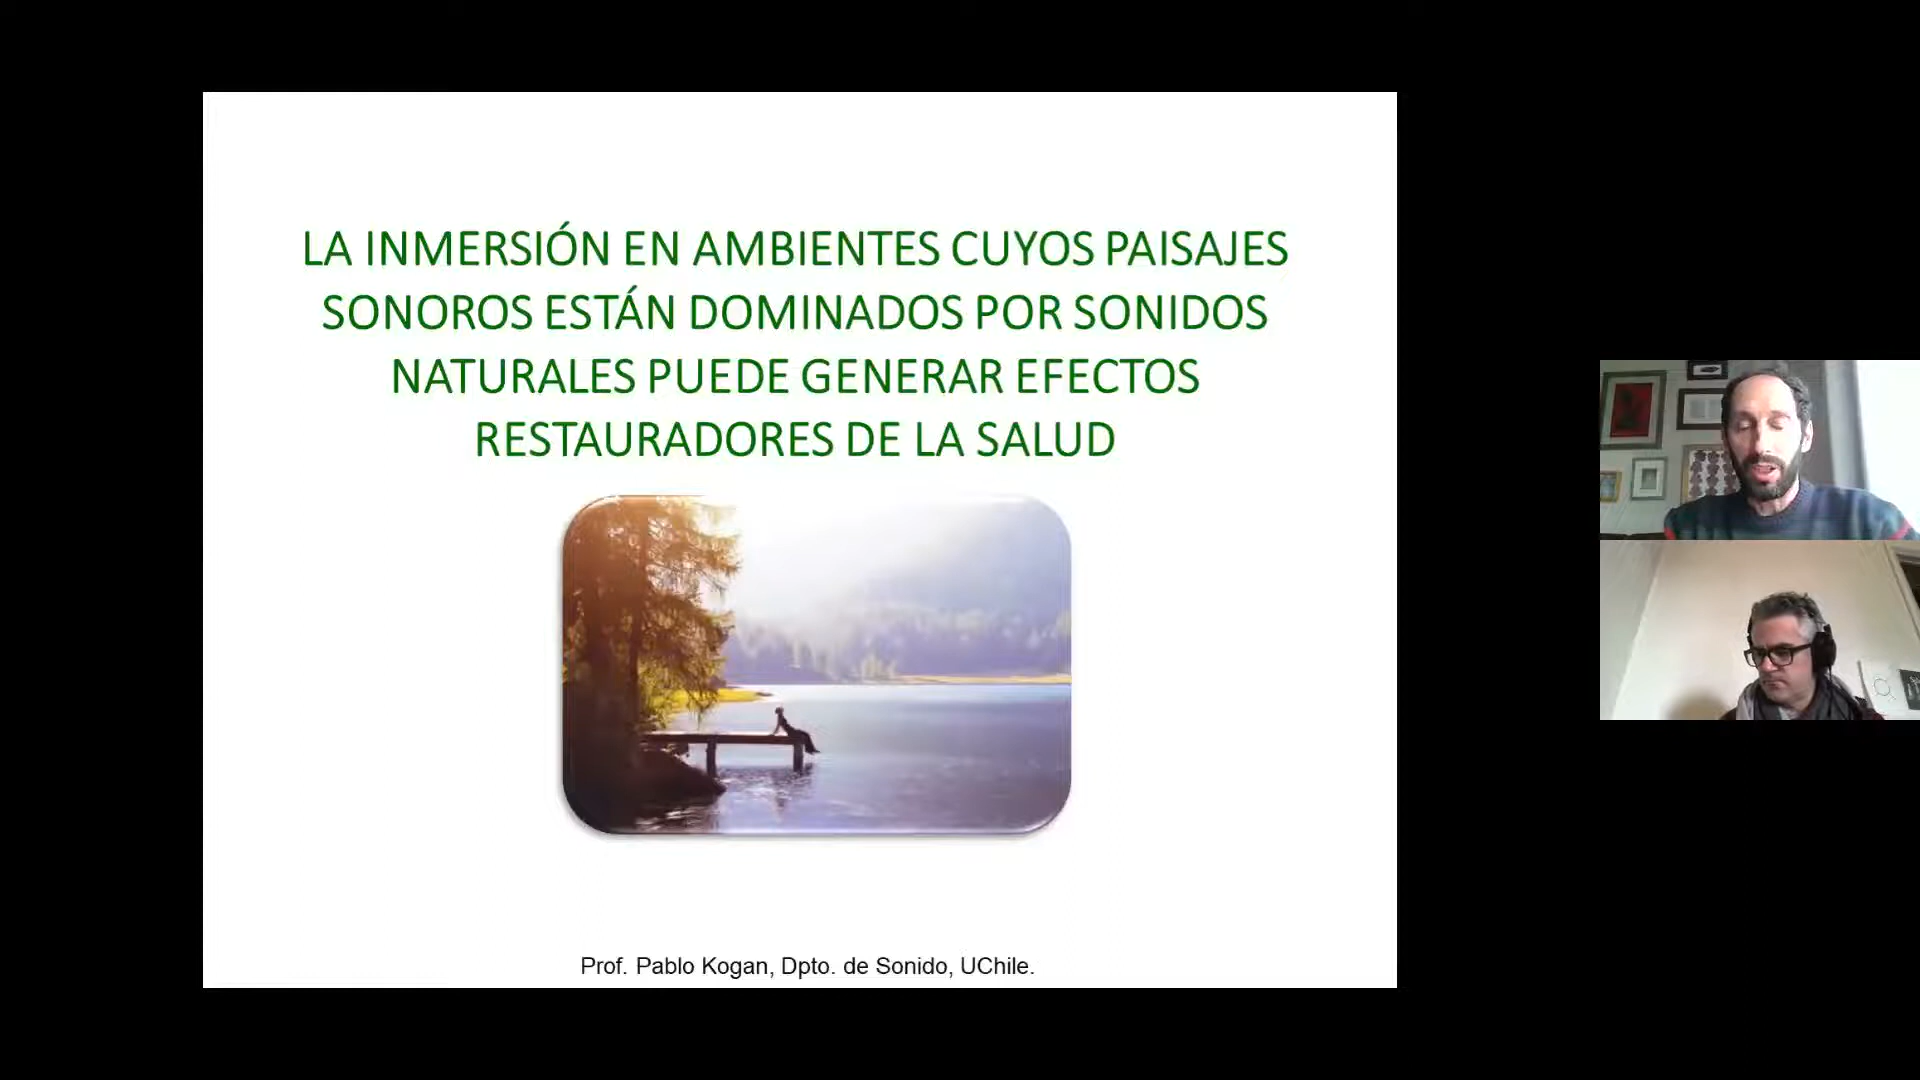 LA INMERSIÓN EN AMBIENTES CUYOS PAISAJES
SONOROS ESTÁN DOMINADOS POR SONIDOS
NATURALES PUEDE GENERAR EFECTOS
RESTAURADORES DE LA SALUD
Prof. Pablo Kogan, Dpto. de Sonido, UChile.